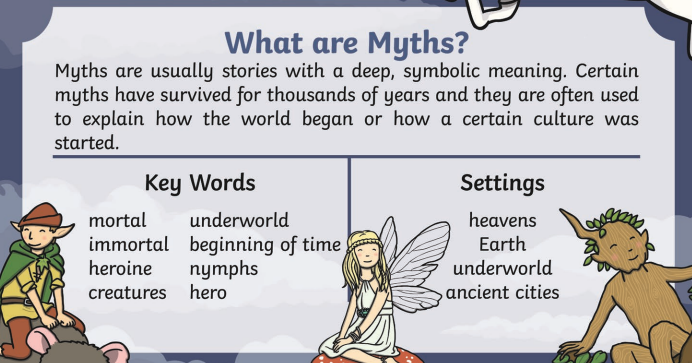 What are Myths?
Myths are usually stories with a deep, symbolic meaning. Certain
myths have survived for thousands of years and they are often used
to explain how the world began or how a certain culture was
started.
Key Words
mortal
immortal
heroine
creatures
underworld
beginning of time
nymphs
hero
Settings
heavens
Earth
underworld
ancient cities